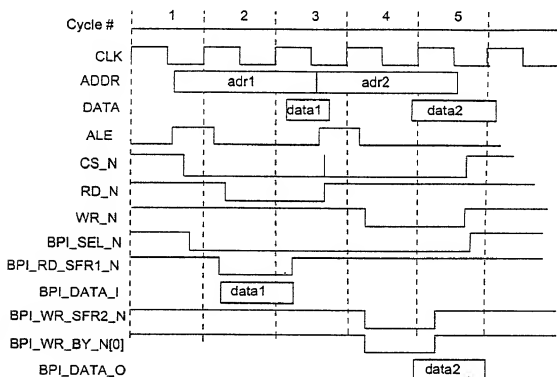 Cycle # 1 2 3 4 5
CLK
ADDR adr1 adr2
DATA data1 data2
ALE
CS_N
RD_N
WR_N
BPI_SEL_N
BPI_RD_SFR1_N
BPI_DATA_I data1
BPI_WR_SFR2_N
BPI_WR_BY_N[0]
BPI_DATA_O data2